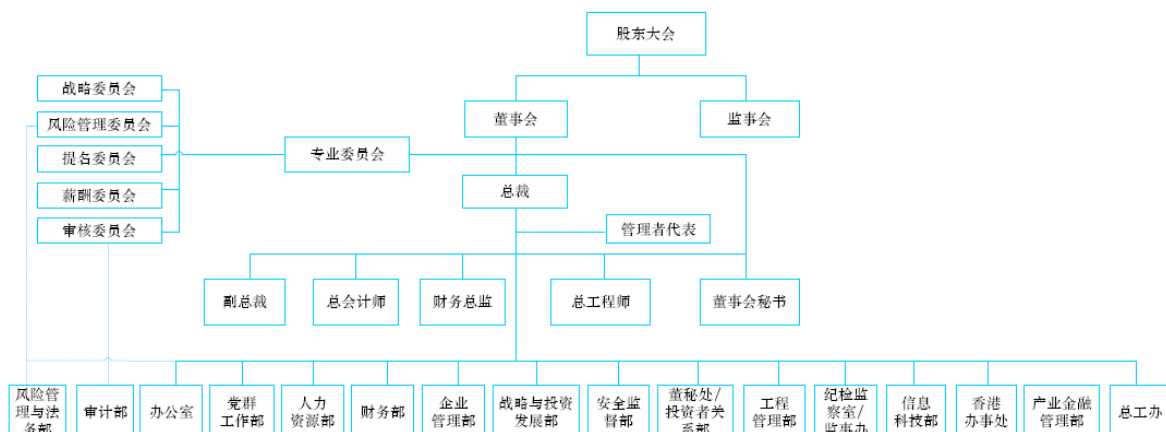 股东大会
战略委员会
风险管理委员会
提名委员会
薪酬委员会
审核委员会
专业委员会
董事会
监事会
总裁
管理者代表
副总裁
总会计师
财务总监
总工程师
董事会秘书
风险管
理与法
务部
审计部
办公室
党群
工作部
人力
资源部
财务部
企业
管理部
战略与投资
发展部
安全监
督部
董秘处/
投资者关
系部
工程
管理部
纪检监
察室/
监事办
信息
科技部
香港
办事处
产业金融
管理部
总工办